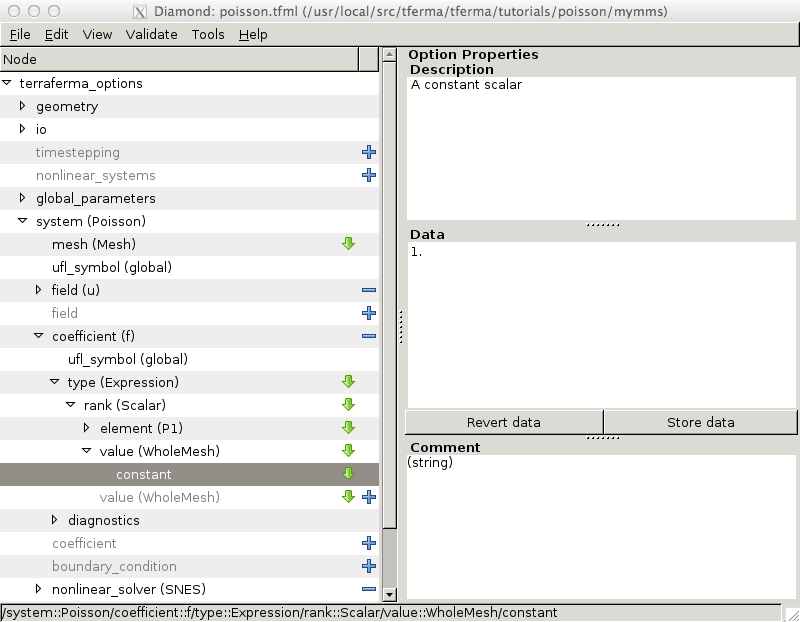 Diamond: poisson.tfml (/usr/local/src/tferma/tferma/tutorials/poisson/mymms)
File Edit View Validate Tools Help
Node
terraferma_options
geometry
io
timestepping
nonlinear_systems
global_parameters
system (Poisson)
mesh (Mesh)
ufl_symbol (global)
field (u)
field
coefficient (f)
ufl_symbol (global)
type (Expression)
rank (Scalar)
element (P1)
value (WholeMesh)
constant
value (WholeMesh)
diagnostics
coefficient
boundary_condition
nonlinear_solver (SNES)
Option Properties
Description
A constant scalar
Data
1.
Revert data Store data
Comment
(string)
/system::Poisson/coefficient::f/type::Expression/rank::Scalar/value::WholeMesh/constant